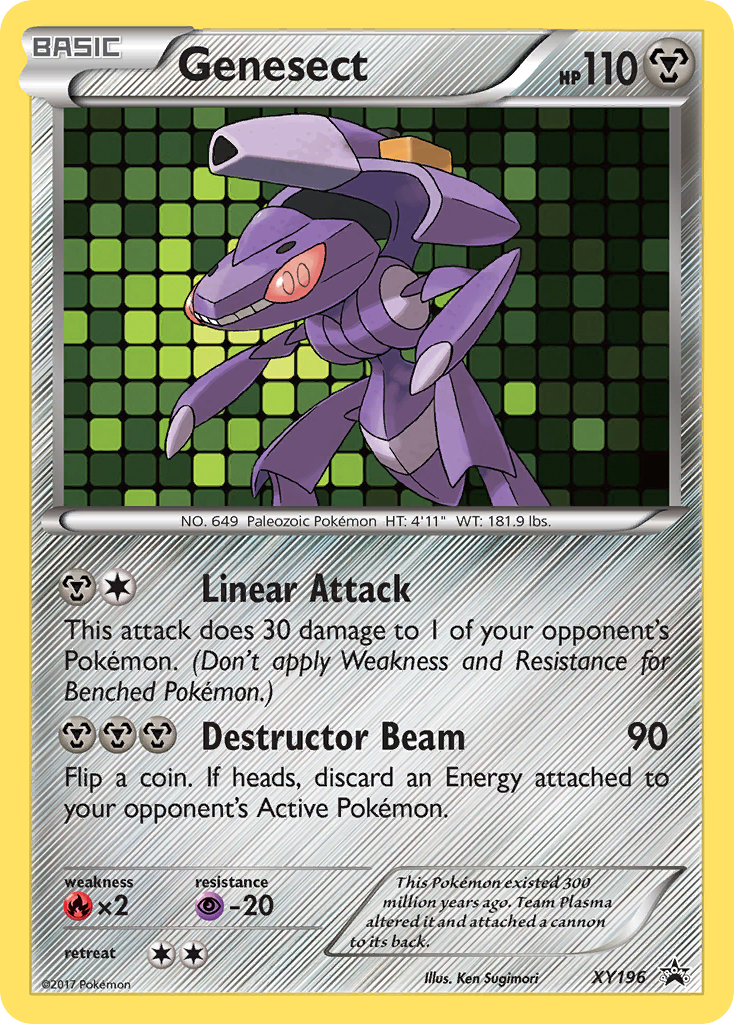 BASIC
Genesect
HP110
NO. 649 Paleozoic Pokémon HT: 4'11" WT: 181.9 lbs.
Linear Attack
This attack does 30 damage to 1 of your opponent's
Pokémon. (Don't apply Weakness and Resistance for
Benched Pokémon.)
Destructor Beam 90
Flip a coin. If heads, discard an Energy attached to
your opponent's Active Pokémon.
weakness resistance
×2 -20
retreat
This Pokémon existed 300
million years ago. Team Plasma
altered it and attached a cannon
to its back.
©2017 Pokémon
Illus. Ken Sugimori
XY196
PROMO